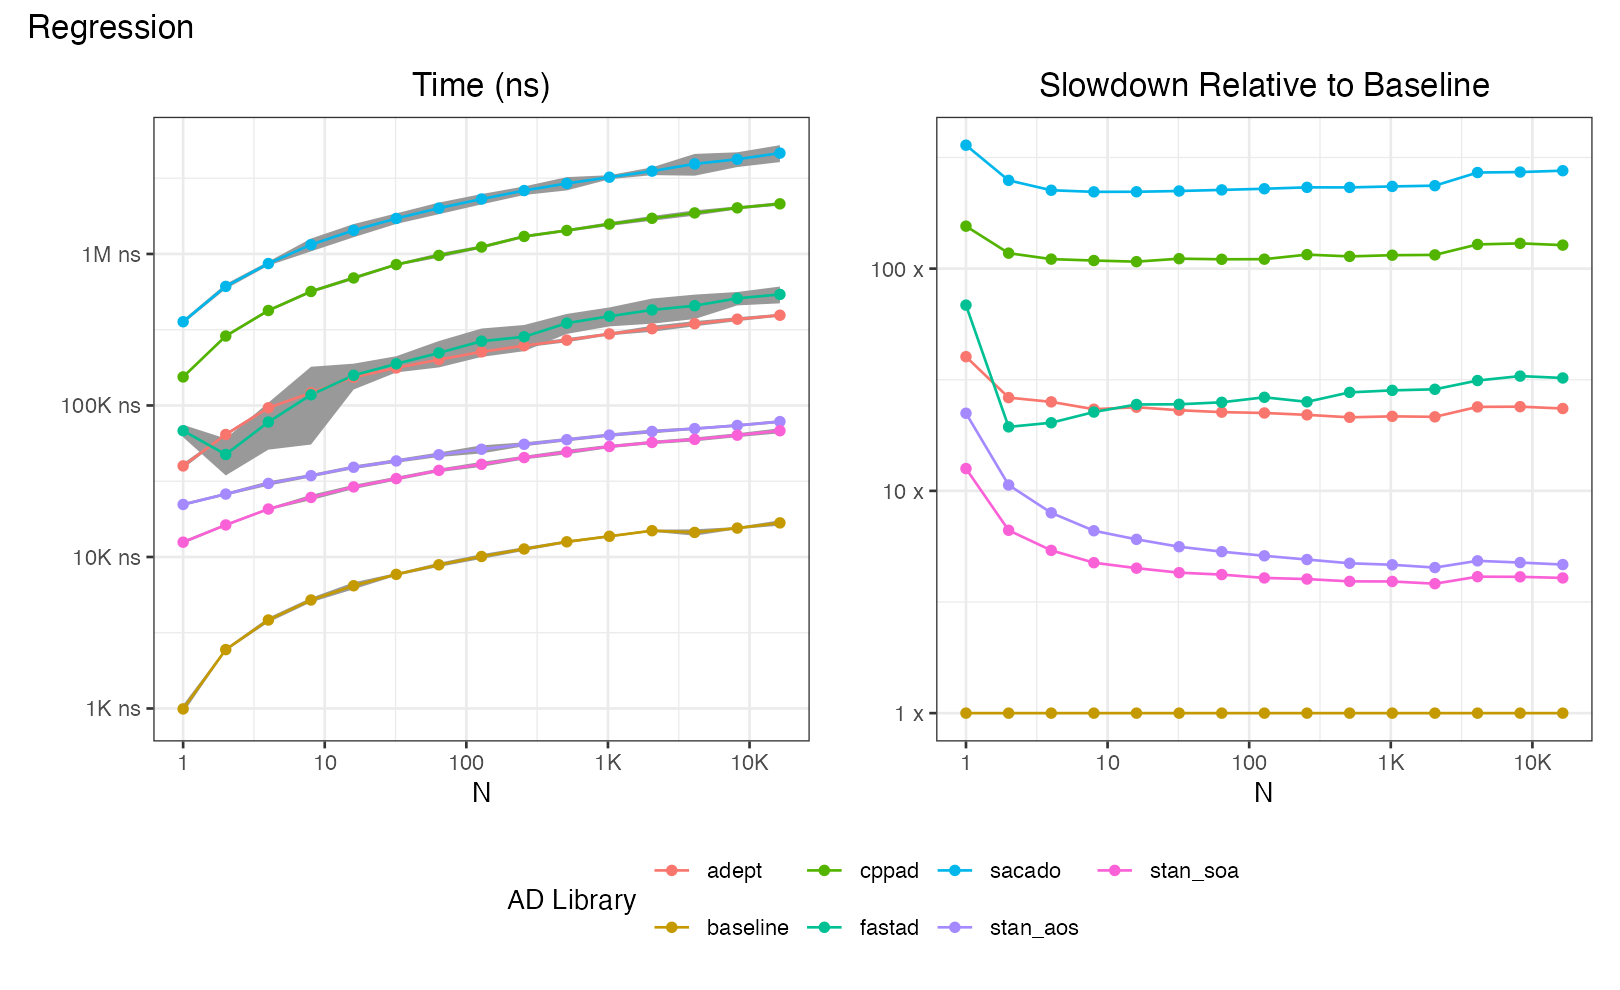 Regression
Time (ns)
Slowdown Relative to Baseline
1M ns
100K ns
10K ns
1K ns
1 10 100 1K 10K
N
100 x
10 x
1 x
1 10 100 1K 10K
N
AD Library
adept cppad sacado stan_soa
baseline fastad stan_aos